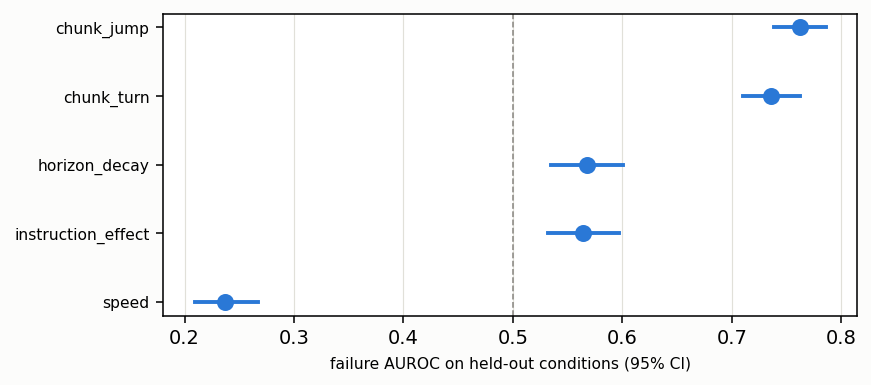 chunk_jump
chunk_turn
horizon_decay
instruction_effect
speed
0.2 0.3 0.4 0.5 0.6 0.7 0.8
failure AUROC on held-out conditions (95% CI)